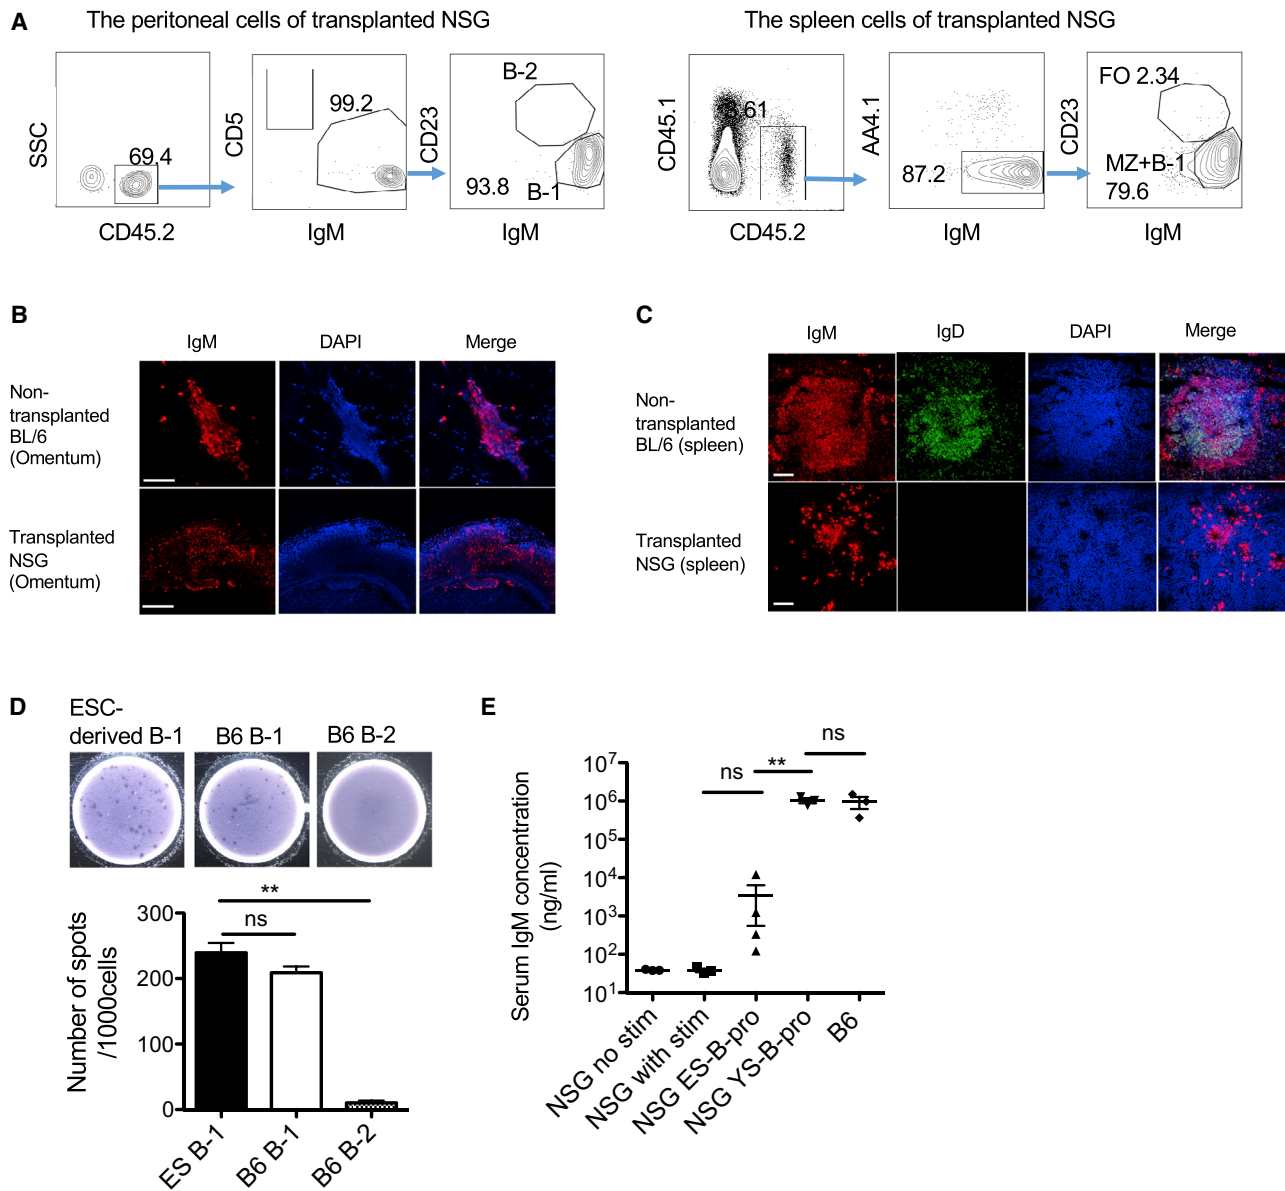 A
The peritoneal cells of transplanted NSG
The spleen cells of transplanted NSG
SSC
69.4
CD45.2
CD5
99.2
IgM
CD23
B-2
93.8
B-1
IgM
CD45.1
3.61
CD45.2
AA4.1
87.2
IgM
CD23
FO 2.34
MZ+B-1
79.6
IgM
B
IgM
DAPI
Merge
Non-
transplanted
BL/6
(Omentum)
Transplanted
NSG
(Omentum)
C
IgM
IgD
DAPI
Merge
Non-
transplanted
BL/6 (spleen)
Transplanted
NSG (spleen)
D
ESC-
derived B-1
B6 B-1
B6 B-2
**
ns
Number of spots
/1000cells
300
200
100
0
ES B-1
B6 B-1
B6 B-2
E
ns
**
ns
Serum IgM concentration
(ng/ml)
10⁷
10⁶
10⁵
10⁴
10³
10²
10¹
NSG no stim
NSG with stim
NSG ES-B-pro
NSG YS-B-pro
B6